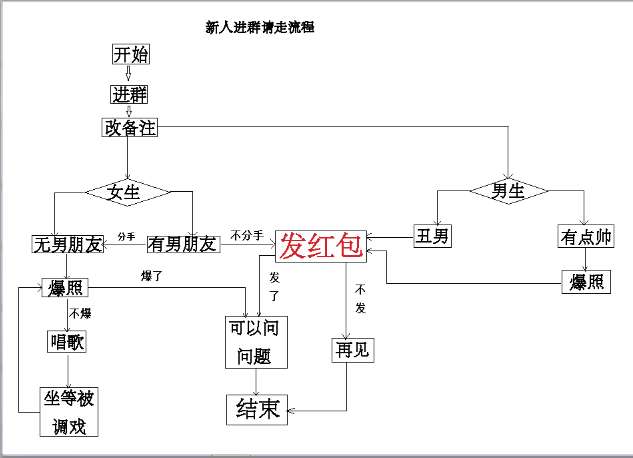 新人进群请走流程
开始
进群
改备注
女生
男生
无男朋友
分手
有男朋友
不分手
发红包
丑男
有点帅
爆照
爆了
发了
不发
爆照
不爆
唱歌
可以问
问题
再见
坐等被
调戏
结束